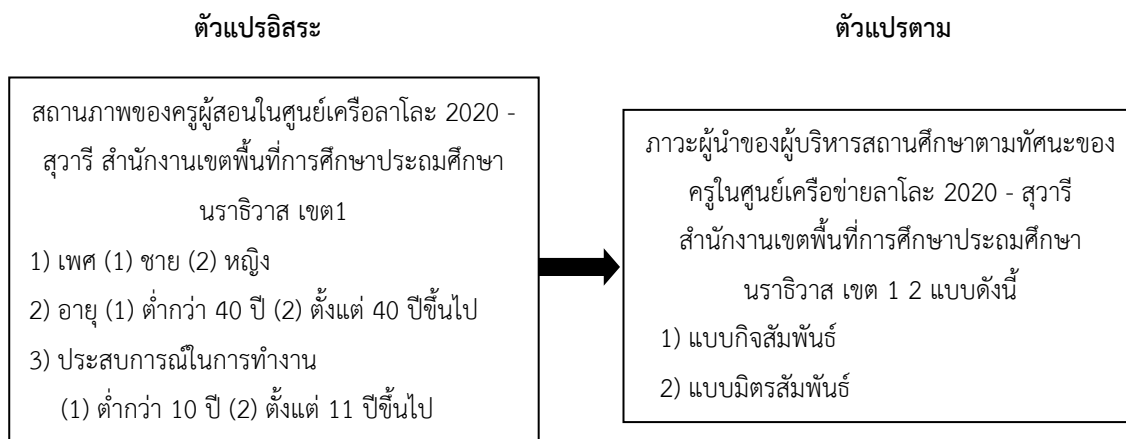 ตัวแปรอิสระ
สถานภาพของครูผู้สอนในศูนย์เครือลาโละ 2020 -
สุวารี สำนักงานเขตพื้นที่การศึกษาประถมศึกษา
นราธิวาส เขต1
1) เพศ (1) ชาย (2) หญิง
2) อายุ (1) ต่ำกว่า 40 ปี (2) ตั้งแต่ 40 ปีขึ้นไป
3) ประสบการณ์ในการทำงาน
(1) ต่ำกว่า 10 ปี (2) ตั้งแต่ 11 ปีขึ้นไป
ตัวแปรตาม
ภาวะผู้นำของผู้บริหารสถานศึกษาตามทัศนะของ
ครูในศูนย์เครือข่ายลาโละ 2020 - สุวารี
สำนักงานเขตพื้นที่การศึกษาประถมศึกษา
นราธิวาส เขต 1 2 แบบดังนี้
1) แบบกิจสัมพันธ์
2) แบบมิตรสัมพันธ์